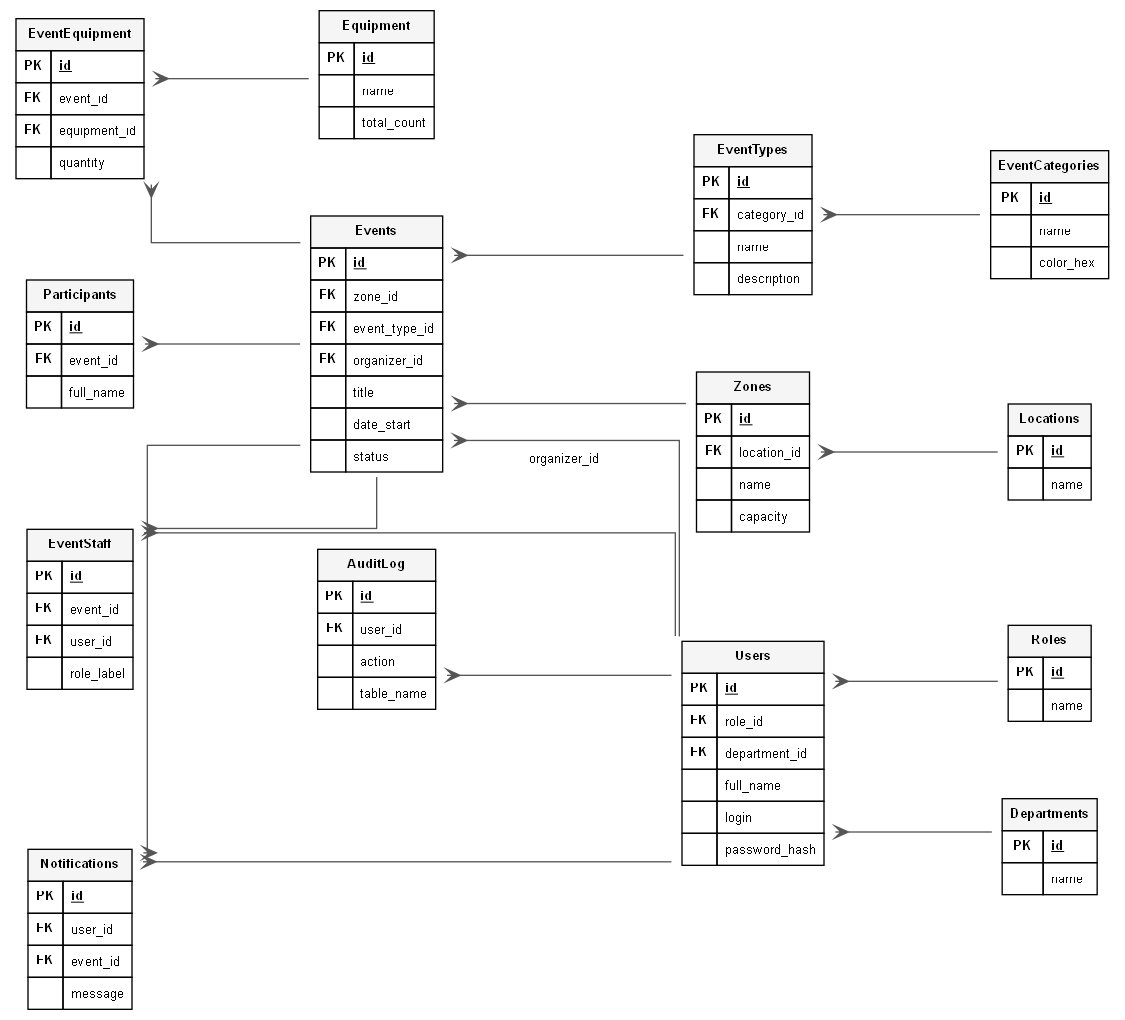 EventEquipment
PK id
FK event_id
FK equipment_id
quantity
Equipment
PK id
name
total_count
EventTypes
PK id
FK category_id
name
description
EventCategories
PK id
name
color_hex
Events
PK id
FK zone_id
FK event_type_id
FK organizer_id
title
date_start
status
Participants
PK id
FK event_id
full_name
organizer_id
Zones
PK id
FK location_id
name
capacity
Locations
PK id
name
EventStaff
PK id
FK event_id
FK user_id
role_label
AuditLog
PK id
FK user_id
action
table_name
Users
PK id
FK role_id
FK department_id
full_name
login
password_hash
Roles
PK id
name
Departments
PK id
name
Notifications
PK id
FK user_id
FK event_id
message